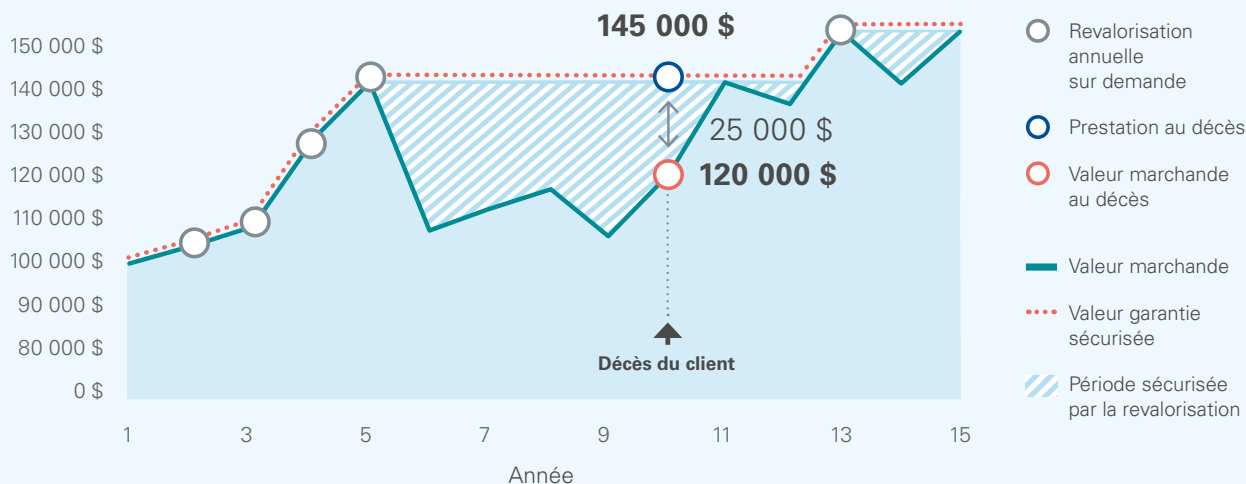 150 000 $
140 000 $
130 000 $
120 000 $
110 000 $
100 000 $
90 000 $
80 000 $
0 $
145 000 $
25 000 $
120 000 $
Décès du client
1 3 5 7 9 11 13 15
Année
Revalorisation
annuelle
sur demande
Prestation au décès
Valeur marchande
au décès
Valeur marchande
Valeur garantie
sécurisée
Période sécurisée
par la revalorisation